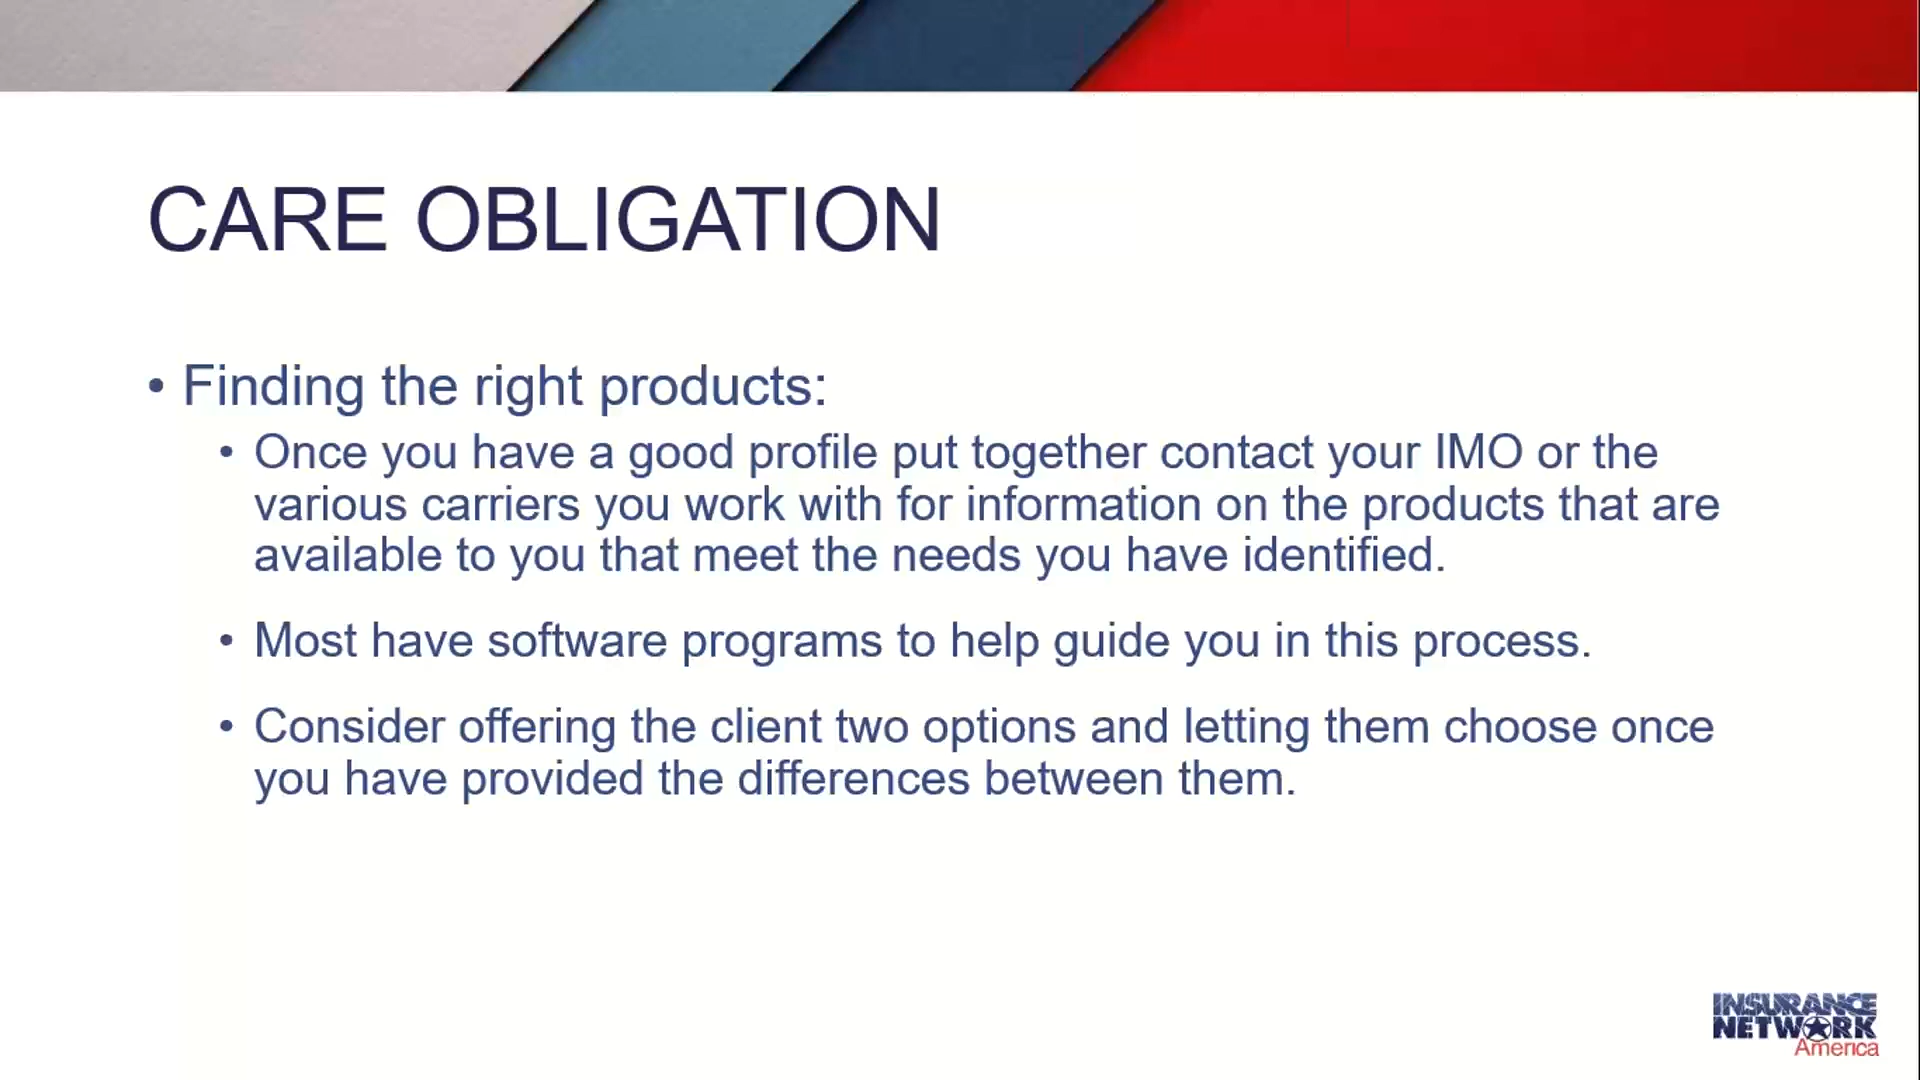 CARE OBLIGATION
• Finding the right products:
• Once you have a good profile put together contact your IMO or the
various carriers you work with for information on the products that are
available to you that meet the needs you have identified.
• Most have software programs to help guide you in this process.
• Consider offering the client two options and letting them choose once
you have provided the differences between them.
INSURANCE
NETWORK
America